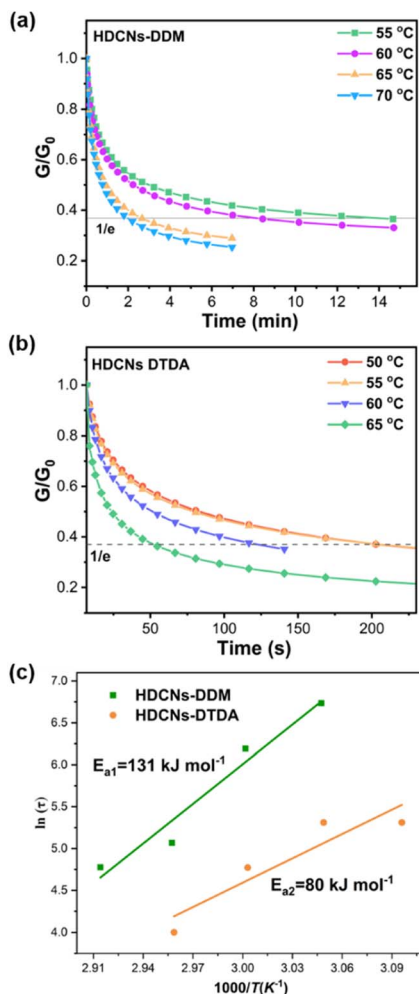 (a)
HDCNs-DDM
55 °C
60 °C
65 °C
70 °C
1.0
0.8
0.6
0.4
0.2
G/G₀
1/e
0 2 4 6 8 10 12 14
Time (min)
(b)
HDCNs DTDA
50 °C
55 °C
60 °C
65 °C
1.0
0.8
0.6
0.4
0.2
G/G₀
1/e
50 100 150 200
Time (s)
(c)
HDCNs-DDM
HDCNs-DTDA
7.0
6.5
6.0
5.5
5.0
4.5
4.0
ln (τ)
Eₐ₁=131 kJ mol⁻¹
Eₐ₂=80 kJ mol⁻¹
2.91 2.94 2.97 3.00 3.03 3.06 3.09
1000/T(K⁻¹)